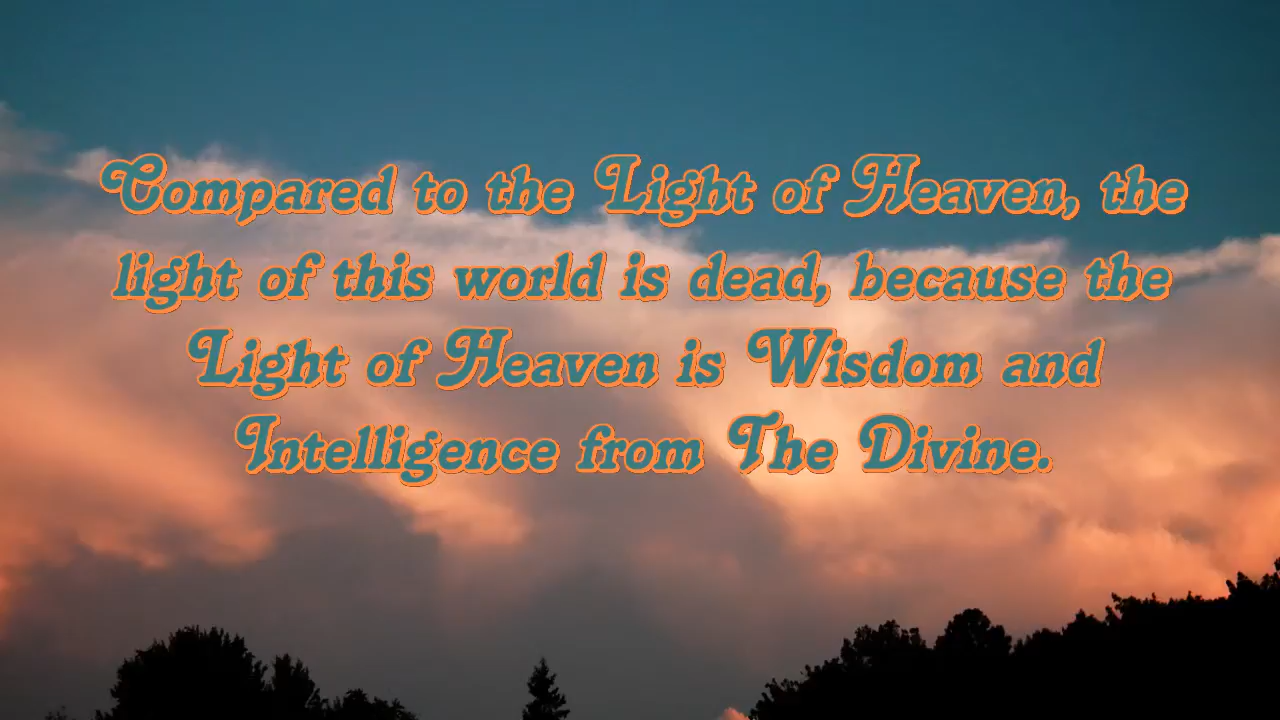 Compared to the Light of Heaven, the
light of this world is dead, because the
Light of Heaven is Wisdom and
Intelligence from The Divine.